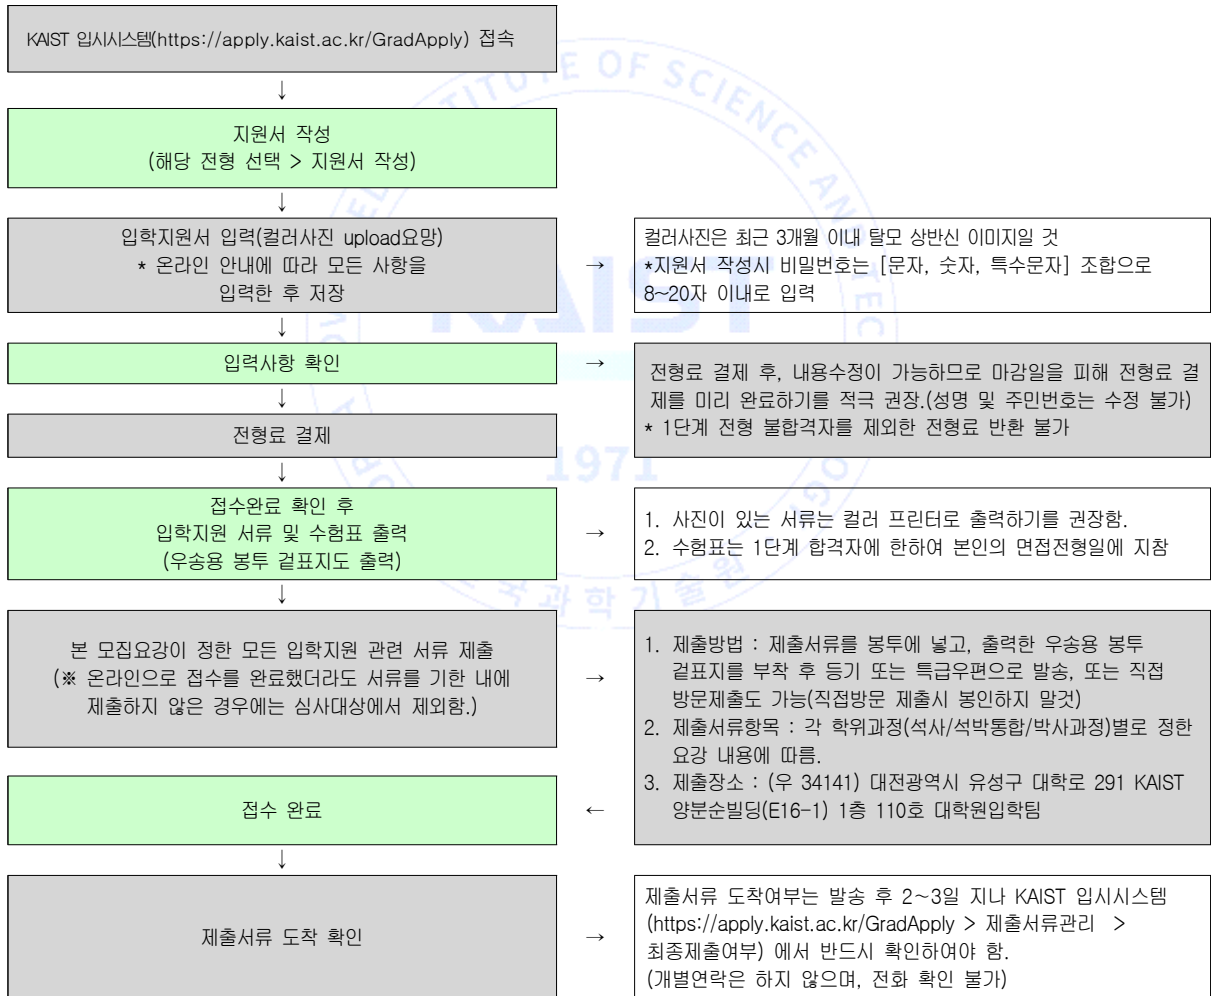 KAIST 입시시스템(https://apply.kaist.ac.kr/GradApply) 접속
↓
지원서 작성
(해당 전형 선택 > 지원서 작성)
↓
입학지원서 입력(컬러사진 upload요망)
* 온라인 안내에 따라 모든 사항을
입력한 후 저장
→
컬러사진은 최근 3개월 이내 탈모 상반신 이미지일 것
*지원서 작성시 비밀번호는 [문자, 숫자, 특수문자] 조합으로
8~20자 이내로 입력
↓
입력사항 확인
→
전형료 결제 후, 내용수정이 가능하므로 마감일을 피해 전형료 결
제를 미리 완료하기를 적극 권장.(성명 및 주민번호는 수정 불가)
* 1단계 전형 불합격자를 제외한 전형료 반환 불가
↓
전형료 결제
↓
접수완료 확인 후
입학지원 서류 및 수험표 출력
(우송용 봉투 겉표지도 출력)
→
1. 사진이 있는 서류는 컬러 프린터로 출력하기를 권장함.
2. 수험표는 1단계 합격자에 한하여 본인의 면접전형일에 지참
↓
본 모집요강이 정한 모든 입학지원 관련 서류 제출
(※ 온라인으로 접수를 완료했더라도 서류를 기한 내에
제출하지 않은 경우에는 심사대상에서 제외함.)
→
1. 제출방법 : 제출서류를 봉투에 넣고, 출력한 우송용 봉투
겉표지를 부착 후 등기 또는 특급우편으로 발송, 또는 직접
방문제출도 가능(직접방문 제출시 봉인하지 말것)
2. 제출서류항목 : 각 학위과정(석사/석박통합/박사과정)별로 정한
요강 내용에 따름.
3. 제출장소 : (우 34141) 대전광역시 유성구 대학로 291 KAIST
양분순빌딩(E16-1) 1층 110호 대학원입학팀
접수 완료
←
↓
제출서류 도착 확인
→
제출서류 도착여부는 발송 후 2~3일 지나 KAIST 입시시스템
(https://apply.kaist.ac.kr/GradApply > 제출서류관리 >
최종제출여부) 에서 반드시 확인하여야 함.
(개별연락은 하지 않으며, 전화 확인 불가)
KAIST
1971